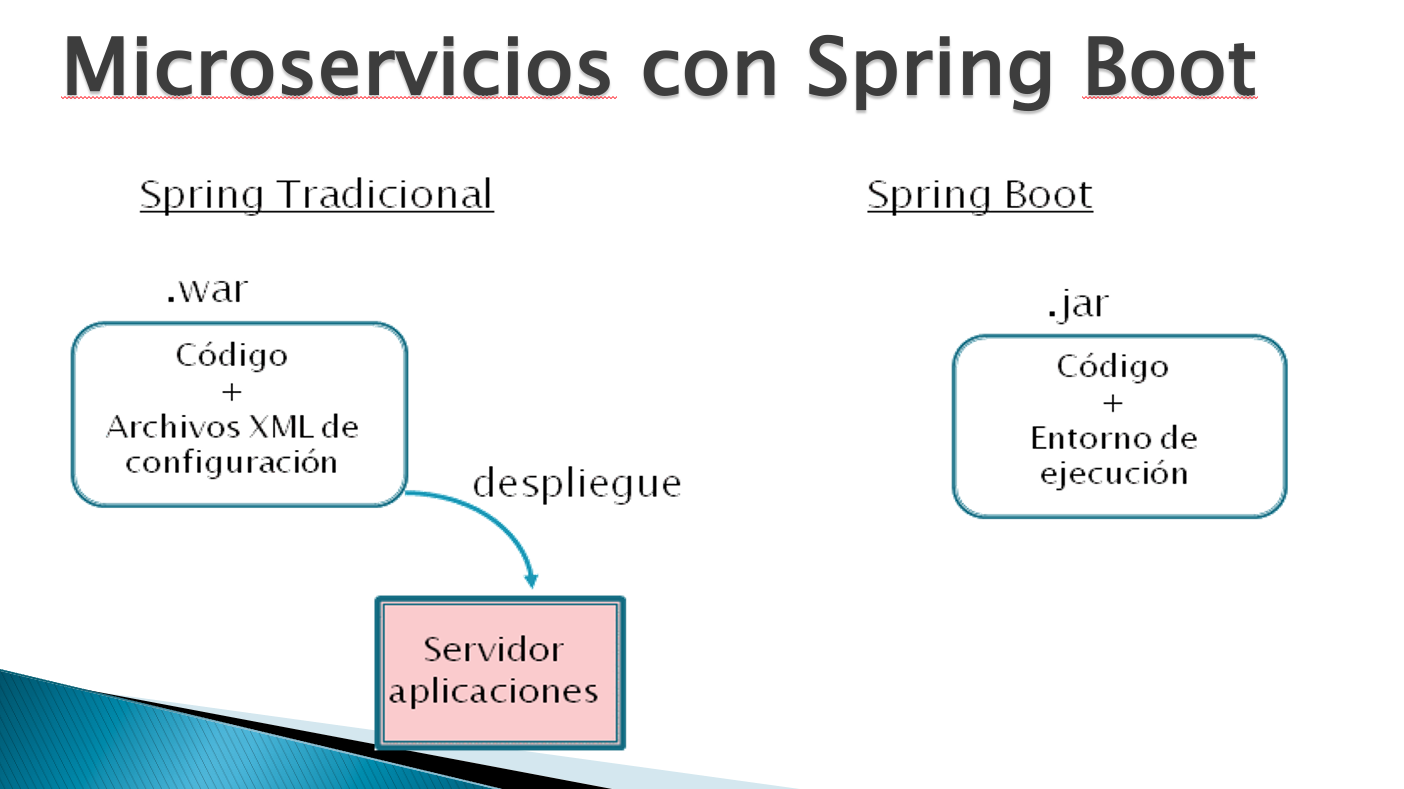 Microservicios con Spring Boot
Spring Tradicional
.war
Código
+
Archivos XML de
configuración
despliegue
Servidor
aplicaciones
Spring Boot
.jar
Código
+
Entorno de
ejecución